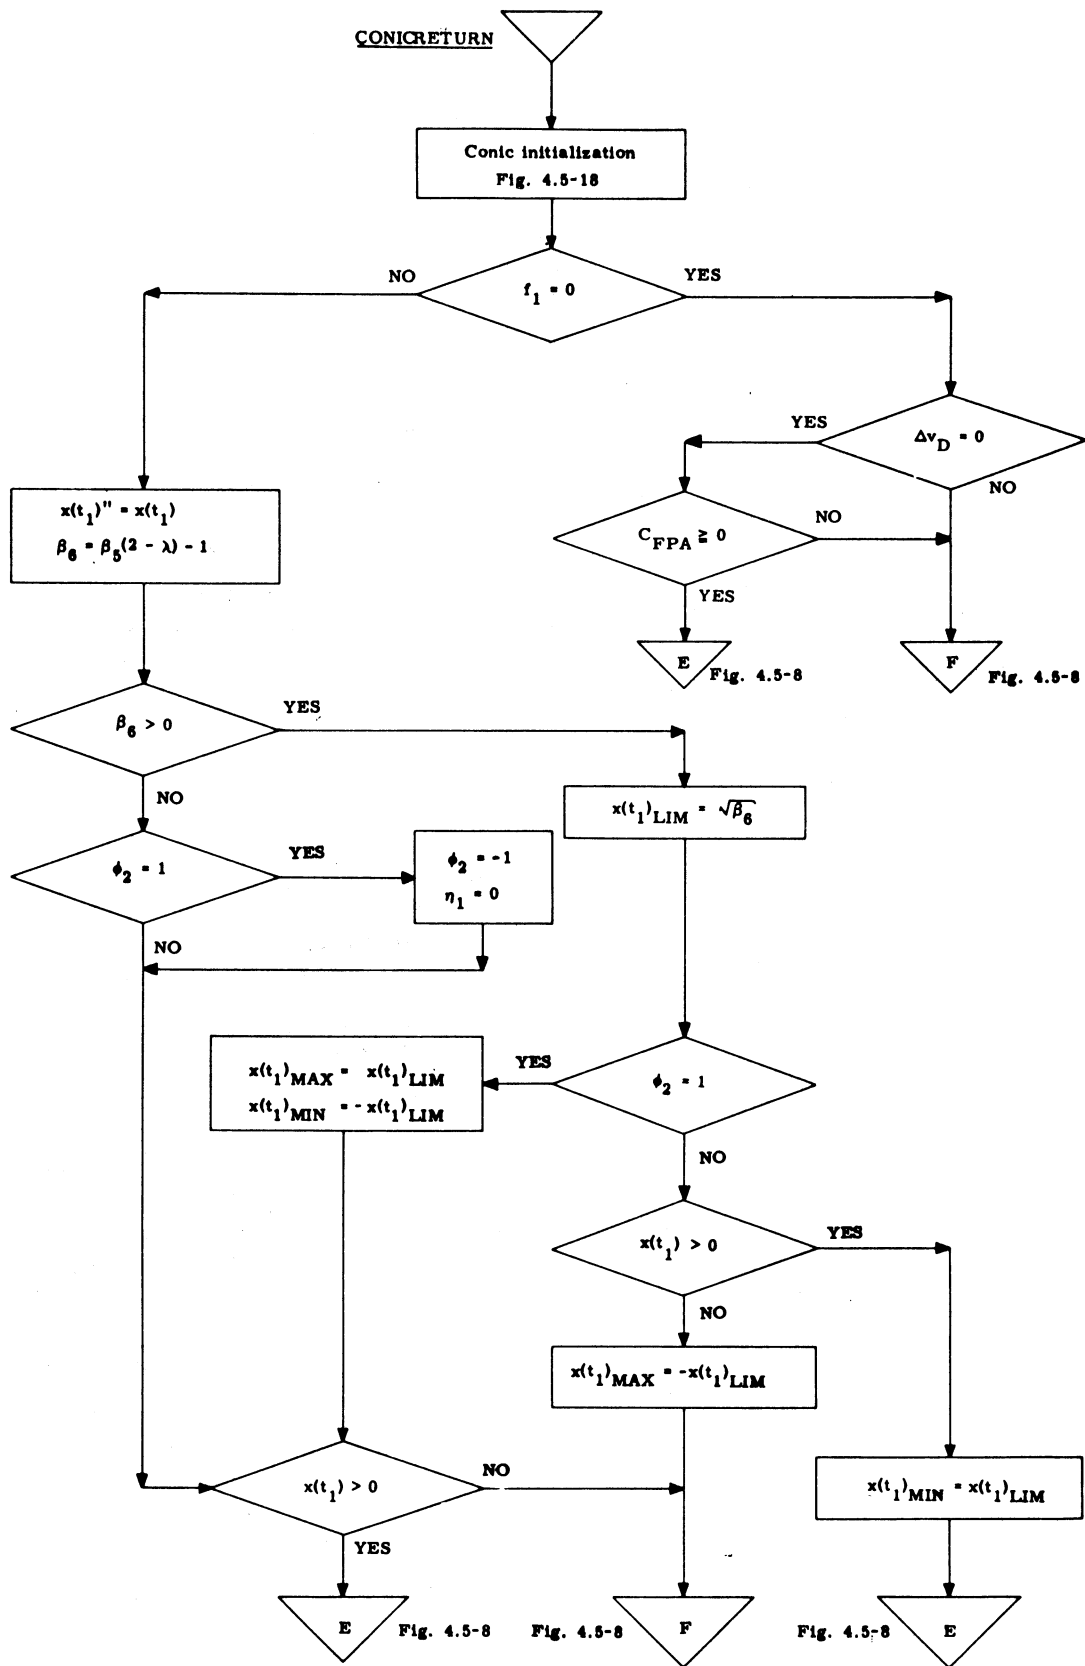 CONICRETURN
Conic initialization
Fig. 4.5-18
NO
YES
f₁ = 0
YES
Δv_D = 0
NO
x(t₁)" = x(t₁)
β₆ = β₅(2 - λ) - 1
C_FPA ≧ 0
NO
YES
E
Fig. 4.5-8
F
Fig. 4.5-8
β₆ > 0
YES
NO
x(t₁)_LIM = √β₆
ϕ₂ = 1
YES
ϕ₂ = -1
η₁ = 0
NO
x(t₁)_MAX = x(t₁)_LIM
x(t₁)_MIN = -x(t₁)_LIM
YES
ϕ₂ = 1
NO
x(t₁) > 0
YES
NO
x(t₁)_MAX = -x(t₁)_LIM
x(t₁) > 0
NO
YES
x(t₁)_MIN = x(t₁)_LIM
E
Fig. 4.5-8
Fig. 4.5-8
F
Fig. 4.5-8
E